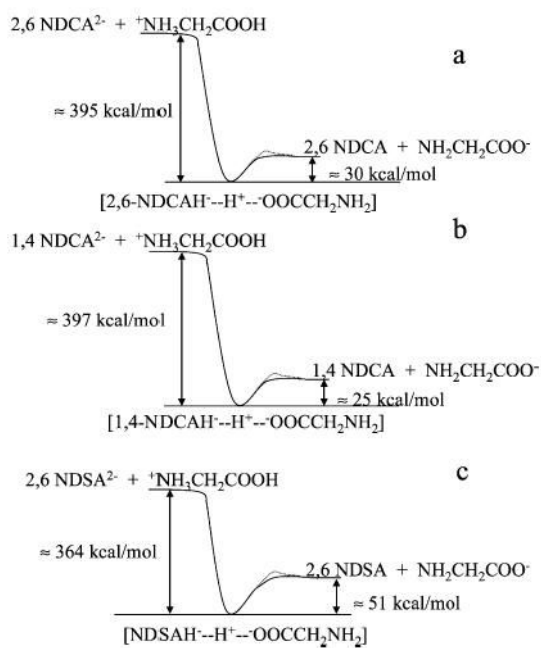 2,6 NDCA²⁻ + ⁺NH₃CH₂COOH
a
≈ 395 kcal/mol
2,6 NDCA + NH₂CH₂COO⁻
≈ 30 kcal/mol
[2,6-NDCAH⁻--H⁺--⁻OOCCH₂NH₂]
b
1,4 NDCA²⁻ + ⁺NH₃CH₂COOH
≈ 397 kcal/mol
1,4 NDCA + NH₂CH₂COO⁻
≈ 25 kcal/mol
[1,4-NDCAH⁻--H⁺--⁻OOCCH₂NH₂]
c
2,6 NDSA²⁻ + ⁺NH₃CH₂COOH
≈ 364 kcal/mol
2,6 NDSA + NH₂CH₂COO⁻
≈ 51 kcal/mol
[NDSAH⁻--H⁺--⁻OOCCH₂NH₂]